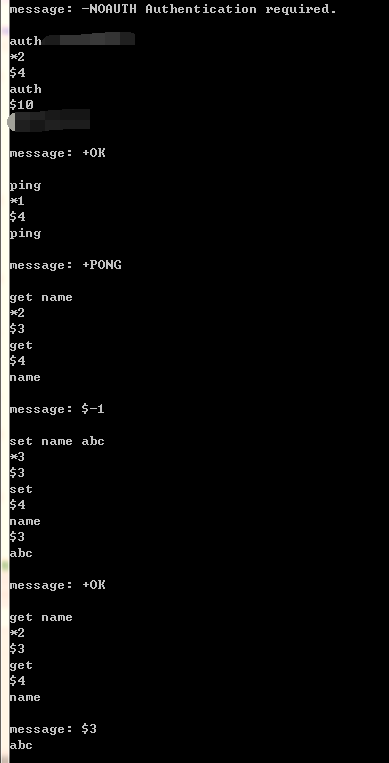 message: -NOAUTH Authentication required.
auth
*2
$4
auth
$10
message: +OK
ping
*1
$4
ping
message: +PONG
get name
*2
$3
get
$4
name
message: $-1
set name abc
*3
$3
set
$4
name
$3
abc
message: +OK
get name
*2
$3
get
$4
name
message: $3
abc